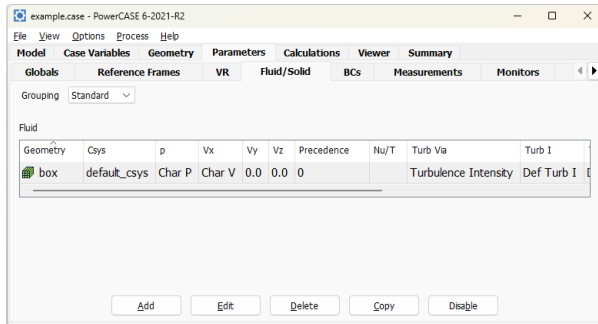 example.case - PowerCASE 6-2021-R2
File View Options Process Help
Model Case Variables Geometry Parameters Calculations Viewer Summary
Globals Reference Frames VR Fluid/Solid BCs Measurements Monitors
Grouping Standard
Fluid
Geometry Csys p Vx Vy Vz Precedence Nu/T Turb Via Turb I
box default_csys Char P Char V 0.0 0.0 0 Turbulence Intensity Def Turb I
Add Edit Delete Copy Disable